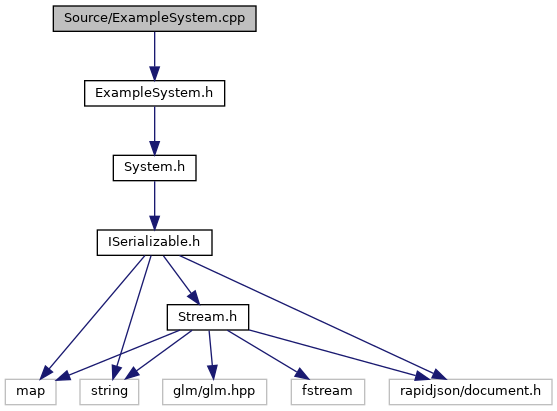 Source/ExampleSystem.cpp
ExampleSystem.h
System.h
ISerializable.h
Stream.h
map
string
glm/glm.hpp
fstream
rapidjson/document.h